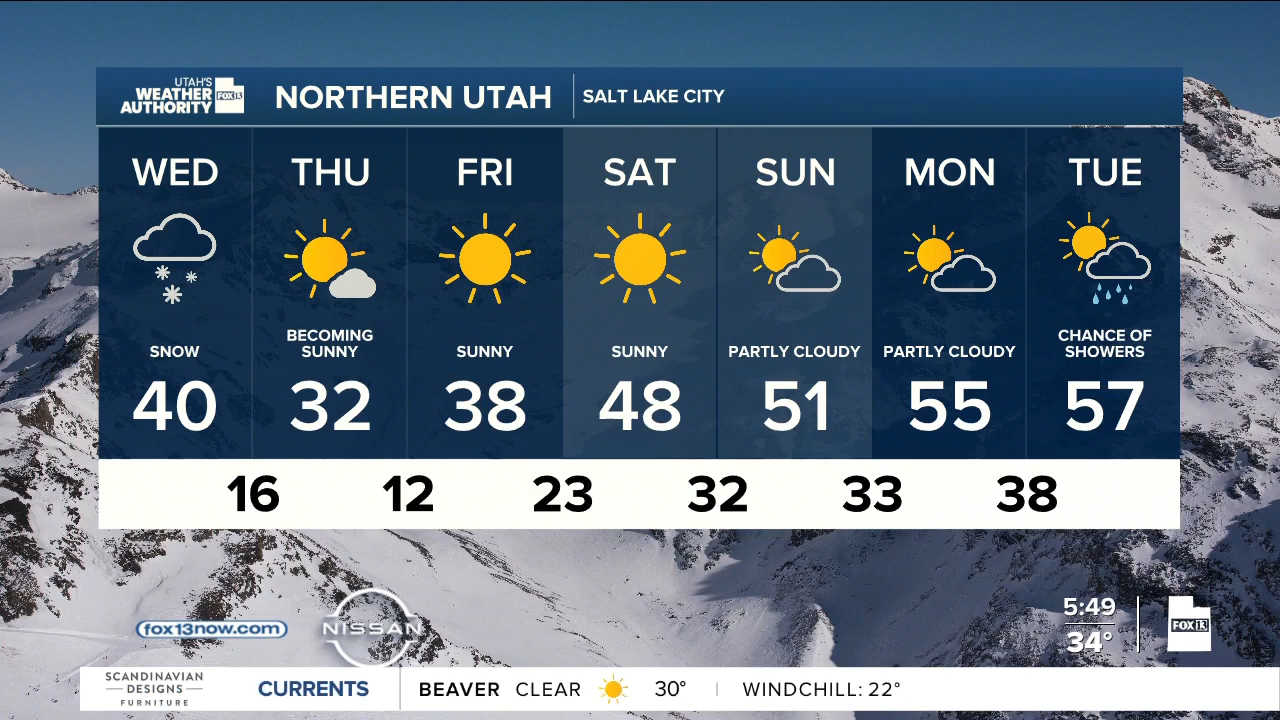 UTAH'S
WEATHER
AUTHORITY
FOX 13
NORTHERN UTAH
SALT LAKE CITY
WED
THU
FRI
SAT
SUN
MON
TUE
SNOW
BECOMING
SUNNY
SUNNY
SUNNY
PARTLY CLOUDY
PARTLY CLOUDY
CHANCE OF
SHOWERS
40
32
38
48
51
55
57
16
12
23
32
33
38
fox13now.com
NISSAN
5:49
34°
FOX 13
SCANDINAVIAN
DESIGNS
FURNITURE
CURRENTS
BEAVER CLEAR 30° WINDCHILL: 22°